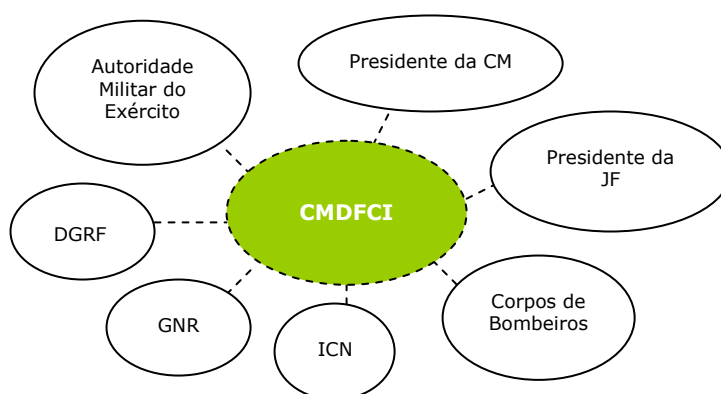 Autoridade
Militar do
Exército
Presidente da CM
Presidente da
JF
CMDFCI
DGRF
GNR
ICN
Corpos de
Bombeiros